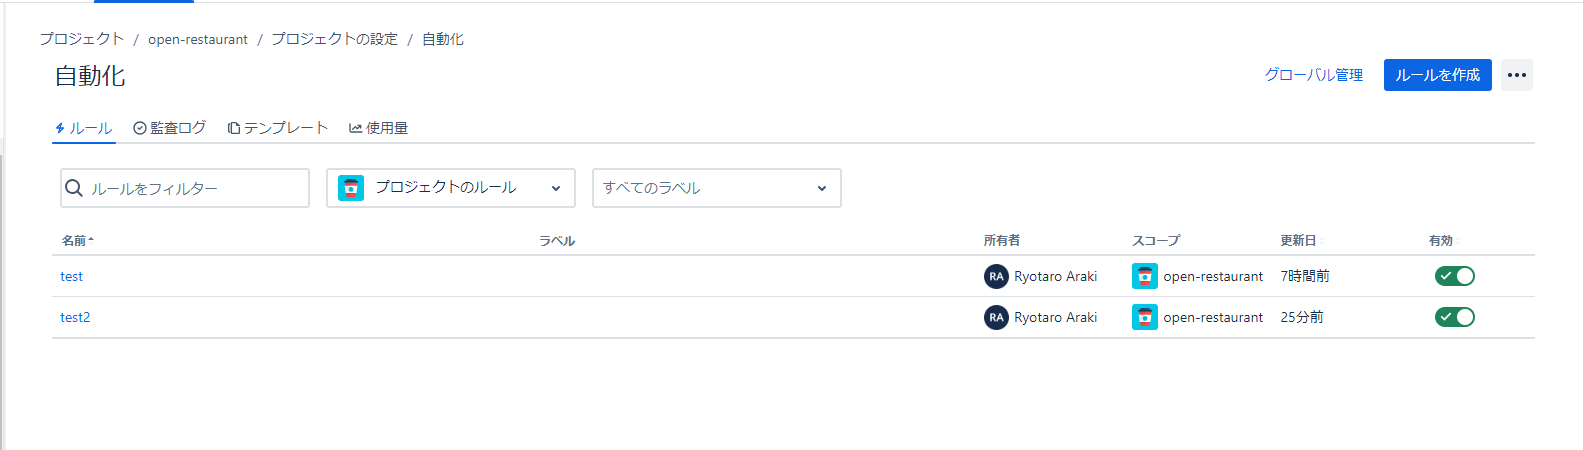 プロジェクト / open-restaurant / プロジェクトの設定 / 自動化
自動化
グローバル管理 ルールを作成
ルール 監査ログ テンプレート 使用量
ルールをフィルター プロジェクトのルール すべてのラベル
名前 ラベル 所有者 スコープ 更新日 有効
test RA Ryotaro Araki open-restaurant 7時間前
test2 RA Ryotaro Araki open-restaurant 25分前